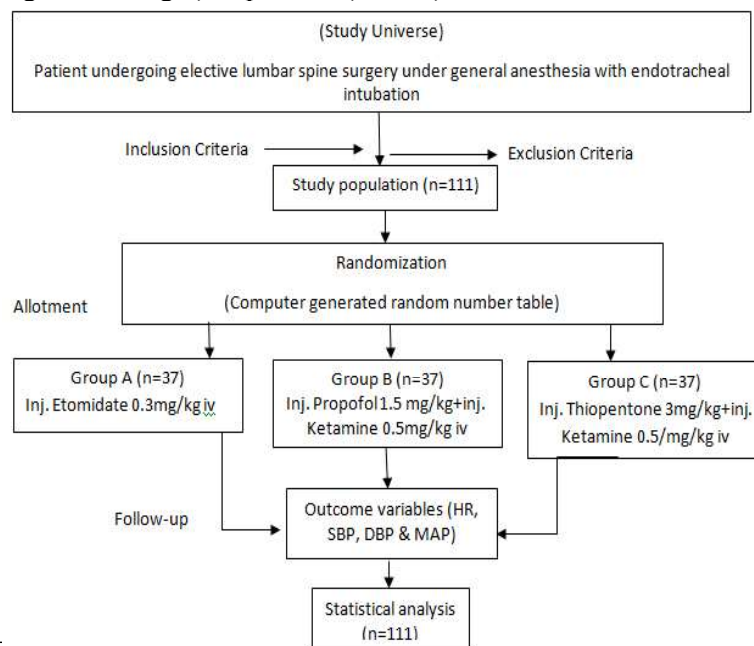 (Study Universe)
Patient undergoing elective lumbar spine surgery under general anesthesia with endotracheal
intubation
Inclusion Criteria
Exclusion Criteria
Study population (n=111)
Randomization
(Computer generated random number table)
Allotment
Group A (n=37)
Inj. Etomidate 0.3mg/kg iv
Group B (n=37)
Inj. Propofol 1.5 mg/kg+inj.
Ketamine 0.5mg/kg iv
Group C (n=37)
Inj. Thiopentone 3mg/kg+inj.
Ketamine 0.5/mg/kg iv
Follow-up
Outcome variables (HR,
SBP, DBP & MAP)
Statistical analysis
(n=111)